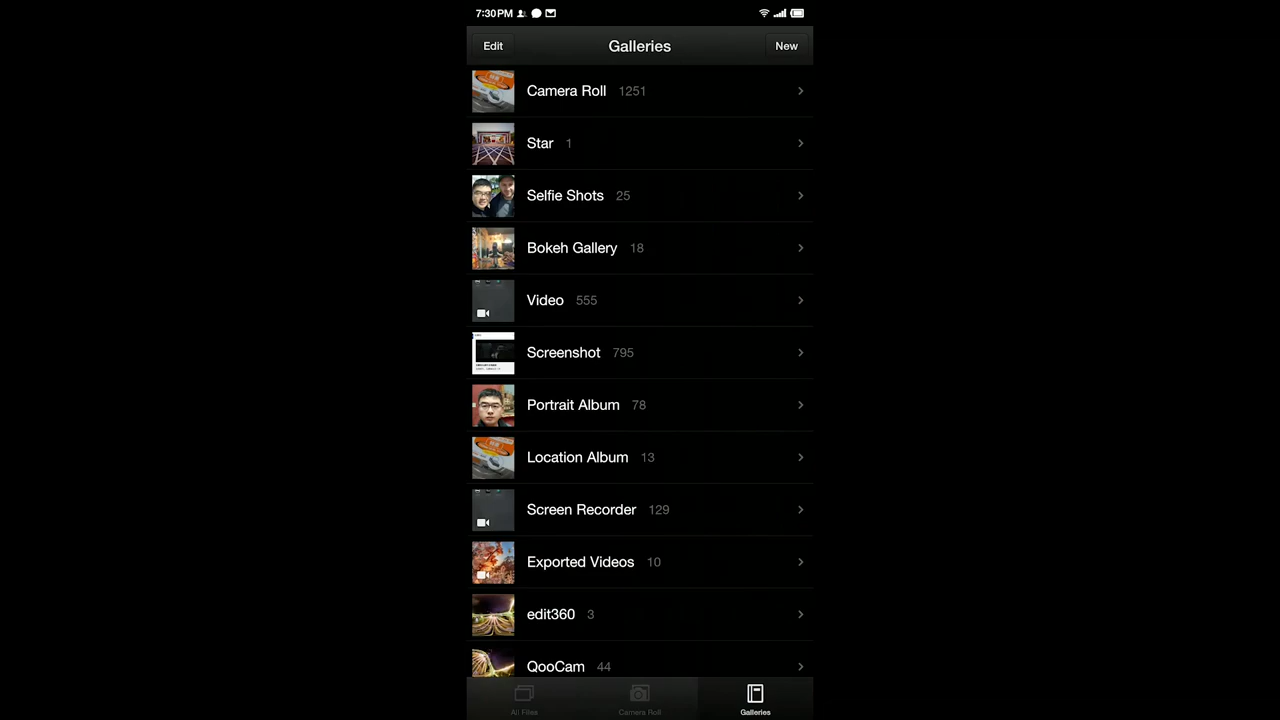 7:30PM
Edit
Galleries
New
Camera Roll 1251
Star 1
Selfie Shots 25
Bokeh Gallery 18
Video 555
Screenshot 795
Portrait Album 78
Location Album 13
Screen Recorder 129
Exported Videos 10
edit360 3
QooCam 44
All Files
Camera Roll
Galleries